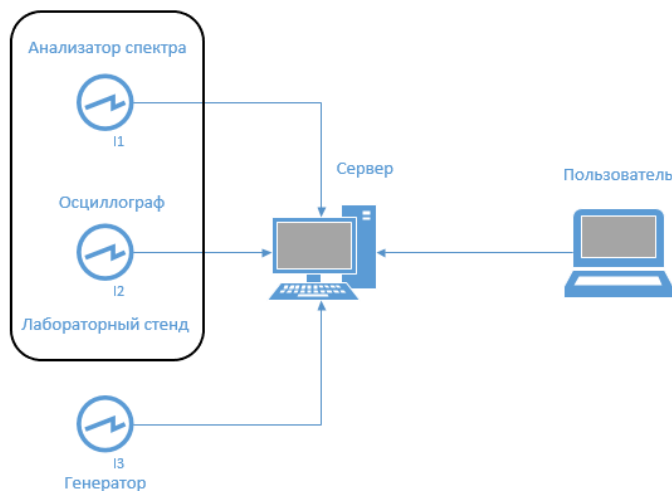 Анализатор спектра
I1
Сервер
Пользователь
Осциллограф
I2
Лабораторный стенд
I3
Генератор